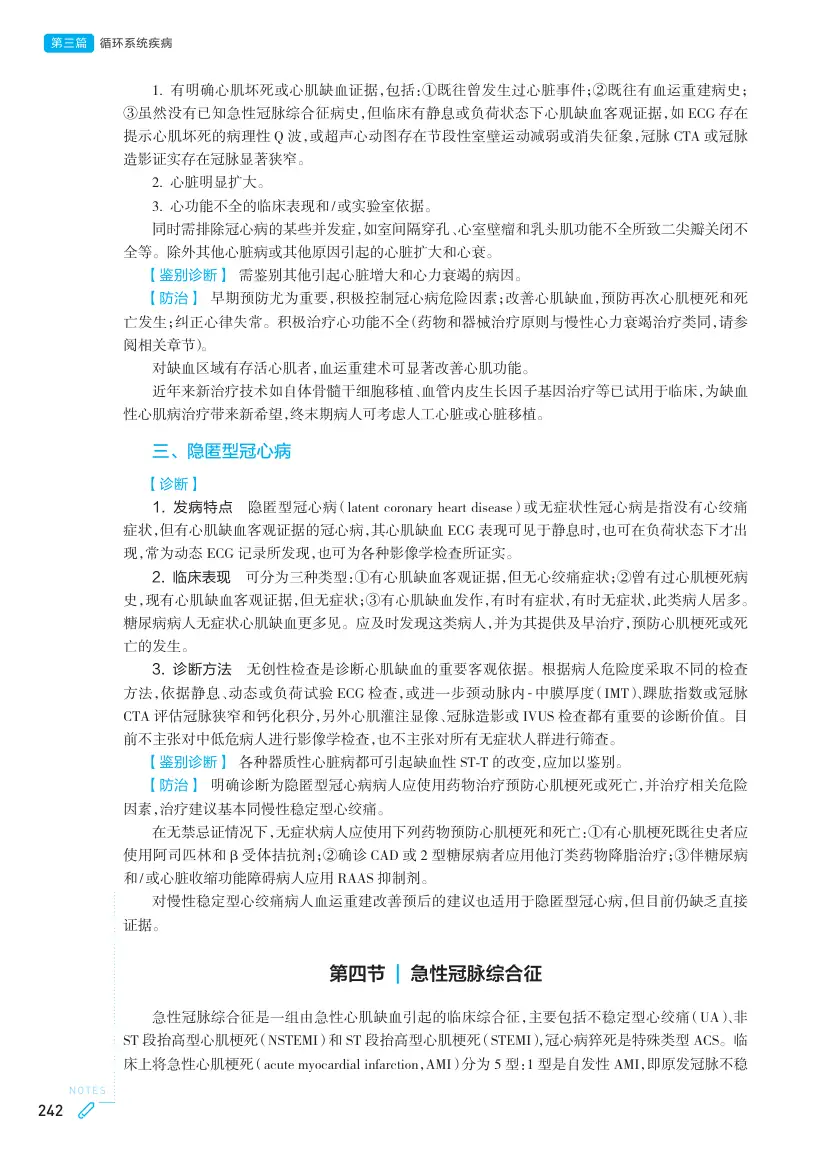 第三篇 循环系统疾病
1. 有明确心肌坏死或心肌缺血证据,包括:①既往曾发生过心脏事件;②既往有血运重建病史;
③虽然没有已知急性冠脉综合征病史,但临床有静息或负荷状态下心肌缺血客观证据,如 ECG 存在
提示心肌坏死的病理性 Q 波,或超声心动图存在节段性室壁运动减弱或消失征象,冠脉 CTA 或冠脉
造影证实存在冠脉显著狭窄。
2. 心脏明显扩大。
3. 心功能不全的临床表现和/或实验室依据。
同时需排除冠心病的某些并发症,如室间隔穿孔、心室壁瘤和乳头肌功能不全所致二尖瓣关闭不
全等。除外其他心脏病或其他原因引起的心脏扩大和心衰。
【鉴别诊断】 需鉴别其他引起心脏增大和心力衰竭的病因。
【防治】 早期预防尤为重要,积极控制冠心病危险因素;改善心肌缺血,预防再次心肌梗死和死
亡发生;纠正心律失常。积极治疗心功能不全(药物和器械治疗原则与慢性心力衰竭治疗类同,请参
阅相关章节)。
对缺血区域有存活心肌者,血运重建术可显著改善心肌功能。
近年来新治疗技术如自体骨髓干细胞移植、血管内皮生长因子基因治疗等已试用于临床,为缺血
性心肌病治疗带来新希望,终末期病人可考虑人工心脏或心脏移植。
三、隐匿型冠心病
【诊断】
1. 发病特点 隐匿型冠心病(latent coronary heart disease)或无症状性冠心病是指没有心绞痛
症状,但有心肌缺血客观证据的冠心病,其心肌缺血 ECG 表现可见于静息时,也可在负荷状态下才出
现,常为动态 ECG 记录所发现,也可为各种影像学检查所证实。
2. 临床表现 可分为三种类型:①有心肌缺血客观证据,但无心绞痛症状;②曾有过心肌梗死病
史,现有心肌缺血客观证据,但无症状;③有心肌缺血发作,有时有症状,有时无症状,此类病人居多。
糖尿病病人无症状心肌缺血更多见。应及时发现这类病人,并为其提供及早治疗,预防心肌梗死或死
亡的发生。
3. 诊断方法 无创性检查是诊断心肌缺血的重要客观依据。根据病人危险度采取不同的检查
方法,依据静息、动态或负荷试验 ECG 检查,或进一步颈动脉内-中膜厚度(IMT)、踝肱指数或冠脉
CTA 评估冠脉狭窄和钙化积分,另外心肌灌注显像、冠脉造影或 IVUS 检查都有重要的诊断价值。目
前不主张对中低危病人进行影像学检查,也不主张对所有无症状人群进行筛查。
【鉴别诊断】 各种器质性心脏病都可引起缺血性 ST-T 的改变,应加以鉴别。
【防治】 明确诊断为隐匿型冠心病病人应使用药物治疗预防心肌梗死或死亡,并治疗相关危险
因素,治疗建议基本同慢性稳定型心绞痛。
在无禁忌证情况下,无症状病人应使用下列药物预防心肌梗死和死亡:①有心肌梗死既往史者应
使用阿司匹林和 β 受体拮抗剂;②确诊 CAD 或 2 型糖尿病者应用他汀类药物降脂治疗;③伴糖尿病
和/或心脏收缩功能障碍病人应用 RAAS 抑制剂。
对慢性稳定型心绞痛病人血运重建改善预后的建议也适用于隐匿型冠心病,但目前仍缺乏直接
证据。
第四节 | 急性冠脉综合征
急性冠脉综合征是一组由急性心肌缺血引起的临床综合征,主要包括不稳定型心绞痛(UA)、非
ST 段抬高型心肌梗死(NSTEMI)和 ST 段抬高型心肌梗死(STEMI),冠心病猝死是特殊类型 ACS。临
床上将急性心肌梗死(acute myocardial infarction,AMI)分为 5 型:1 型是自发性 AMI,即原发冠脉不稳
NOTES
242